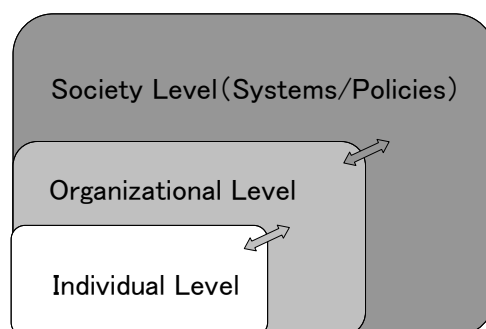 Society Level（Systems/Policies）
Organizational Level
Individual Level